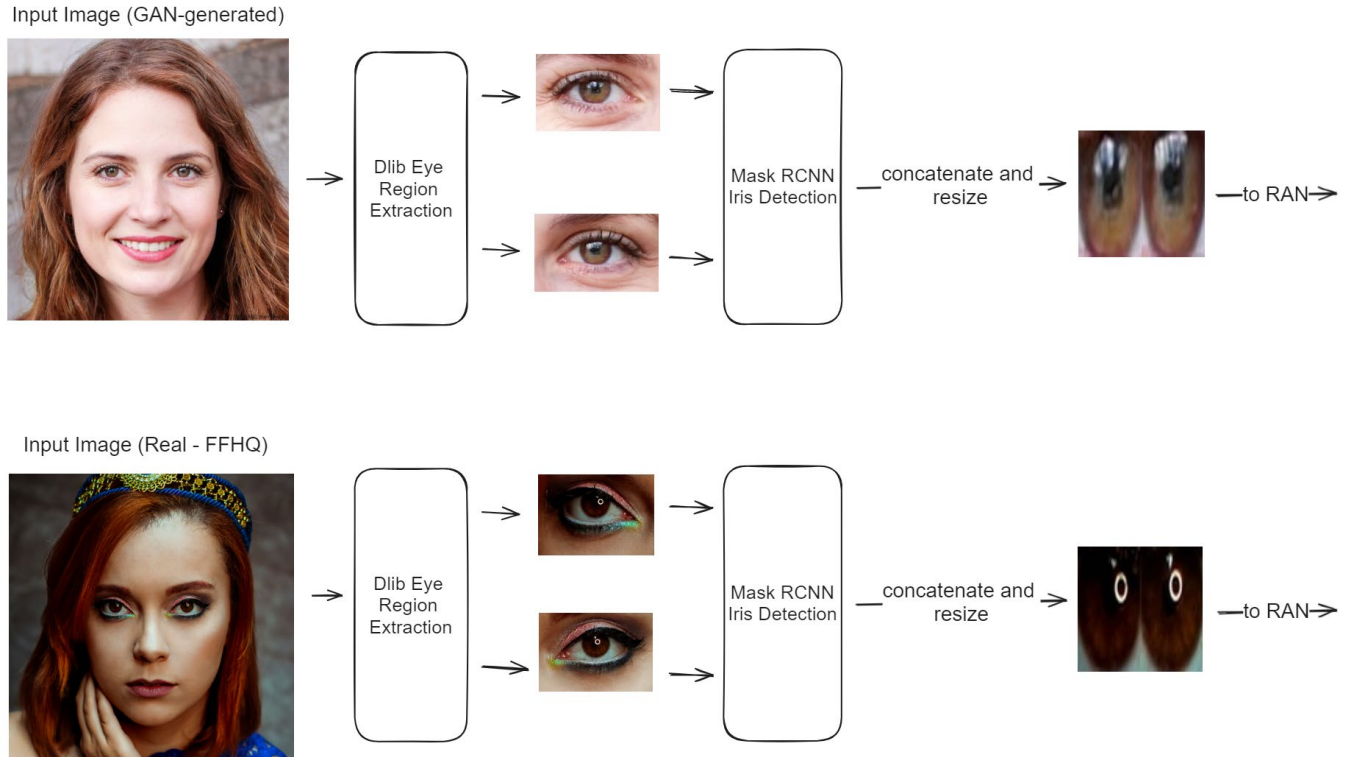 Input Image (GAN-generated)
Dlib Eye
Region
Extraction
Mask RCNN
Iris Detection
concatenate and
resize
to RAN
Input Image (Real - FFHQ)
Dlib Eye
Region
Extraction
Mask RCNN
Iris Detection
concatenate and
resize
to RAN